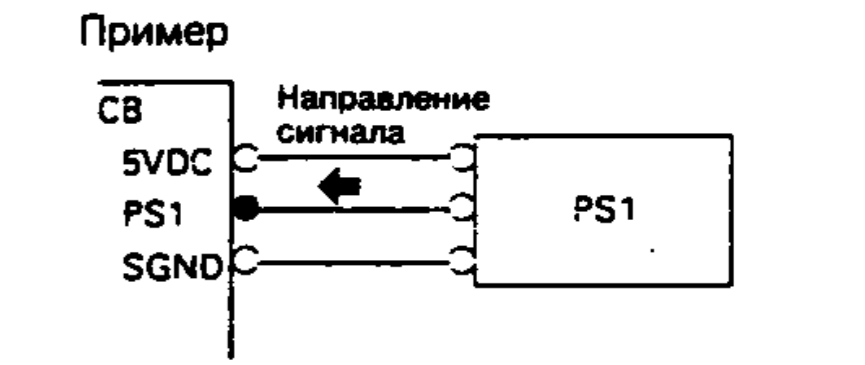 Пример
CB
Направление
сигнала
5VDC
PS1
PS1
SGND